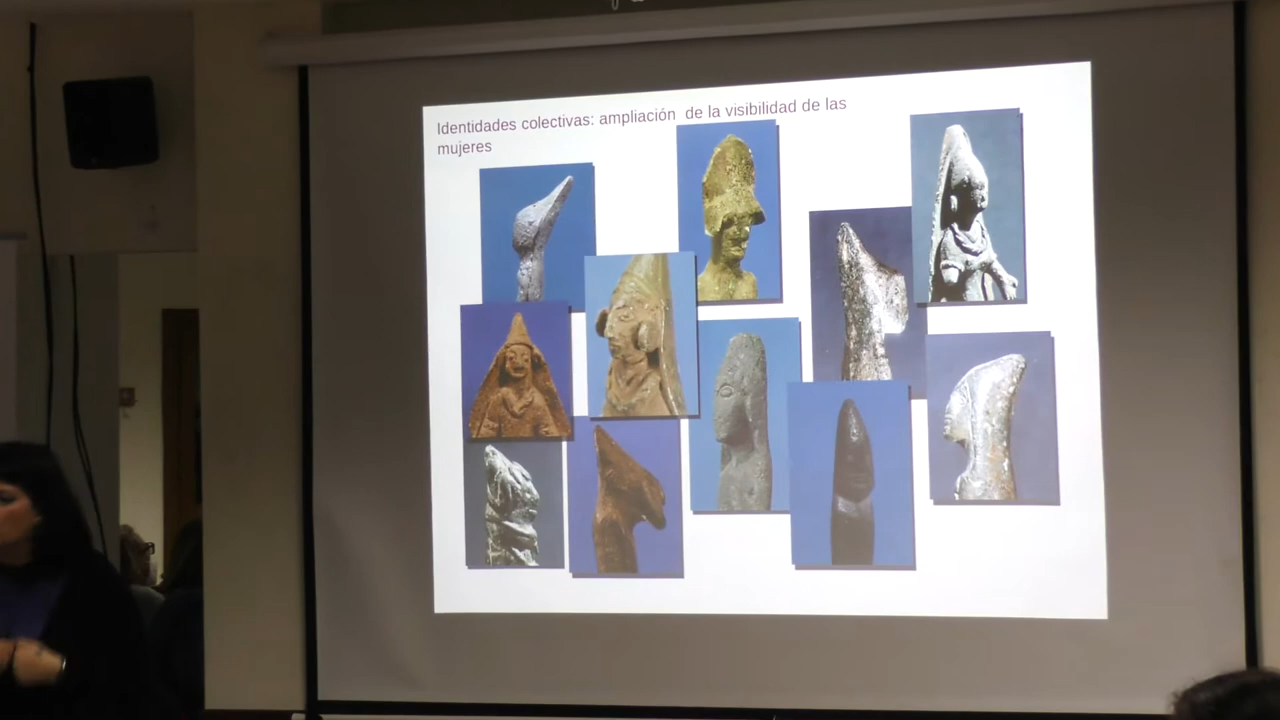 Identidades colectivas: ampliación de la visibilidad de las
mujeres